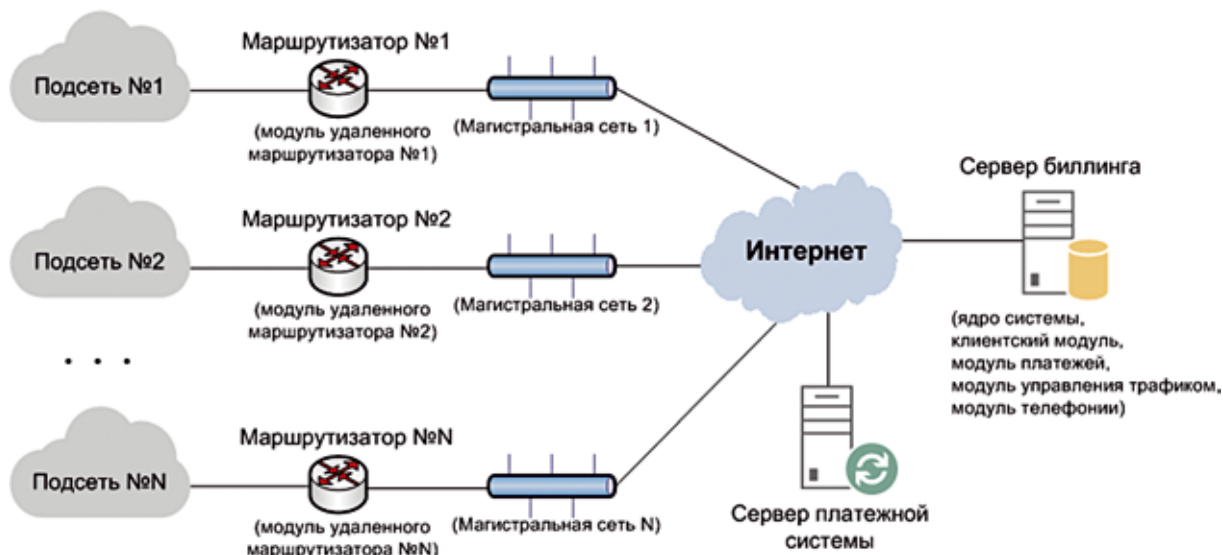 Маршрутизатор №1
Подсеть №1
(модуль удаленного
маршрутизатора №1)
(Магистральная сеть 1)
Маршрутизатор №2
Подсеть №2
(модуль удаленного
маршрутизатора №2)
(Магистральная сеть 2)
. . .
Маршрутизатор №N
Подсеть №N
(модуль удаленного
маршрутизатора №N)
(Магистральная сеть N)
Интернет
Сервер биллинга
(ядро системы,
клиентский модуль,
модуль платежей,
модуль управления трафиком,
модуль телефонии)
Сервер платежной
системы